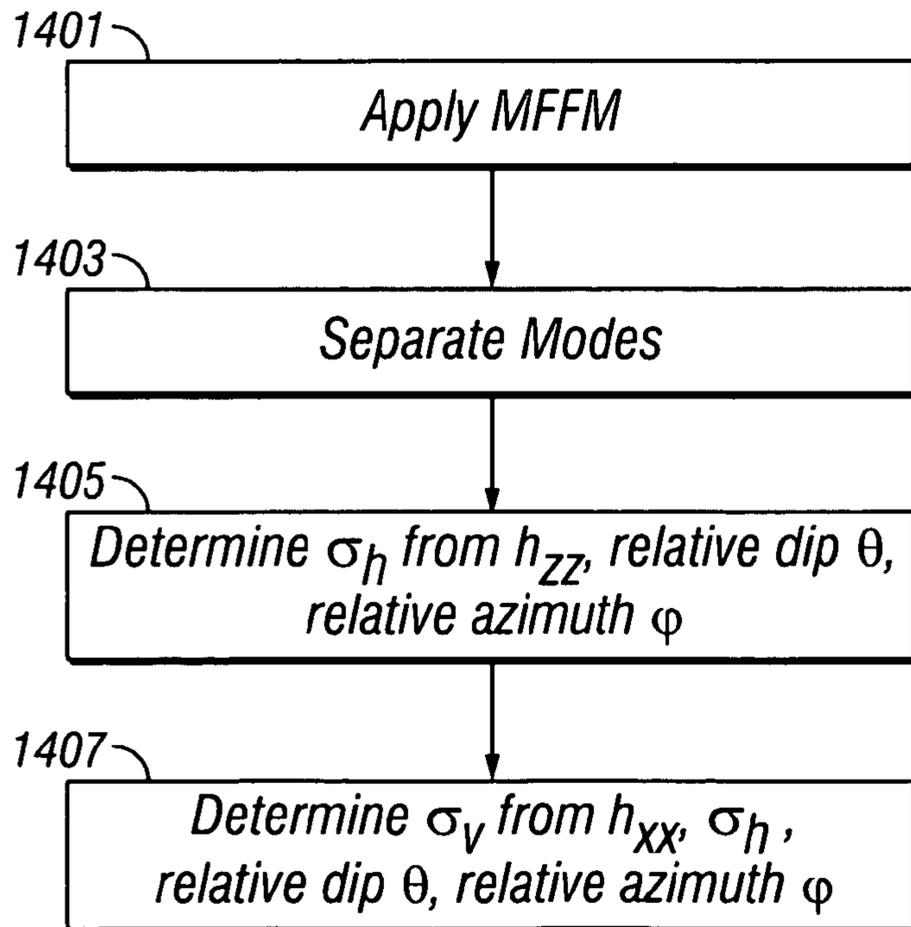 1401
Apply MFFM
1403
Separate Modes
1405
Determine σh from hzz, relative dip θ,
relative azimuth φ
1407
Determine σv from hxx, σh ,
relative dip θ, relative azimuth φ